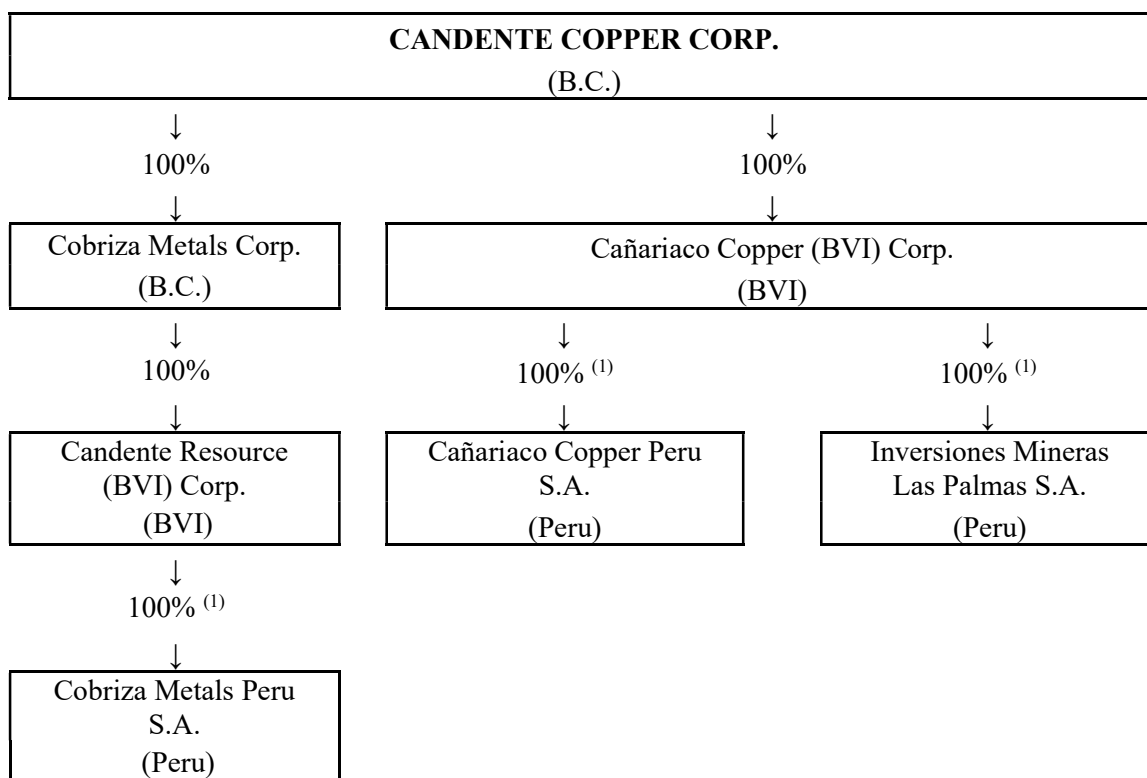 CANDENTE COPPER CORP.
(B.C.)
↓ ↓
100% 100%
↓ ↓
Cobriza Metals Corp.
(B.C.)
Cañariaco Copper (BVI) Corp.
(BVI)
↓ ↓ ↓
100% 100% (1) 100% (1)
↓ ↓ ↓
Candente Resource
(BVI) Corp.
(BVI)
Cañariaco Copper Peru
S.A.
(Peru)
Inversiones Mineras
Las Palmas S.A.
(Peru)
↓
100% (1)
↓
Cobriza Metals Peru
S.A.
(Peru)